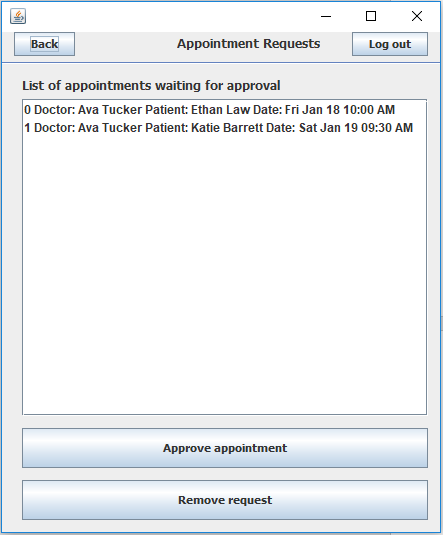 Back Appointment Requests Log out
List of appointments waiting for approval
0 Doctor: Ava Tucker Patient: Ethan Law Date: Fri Jan 18 10:00 AM
1 Doctor: Ava Tucker Patient: Katie Barrett Date: Sat Jan 19 09:30 AM
Approve appointment
Remove request